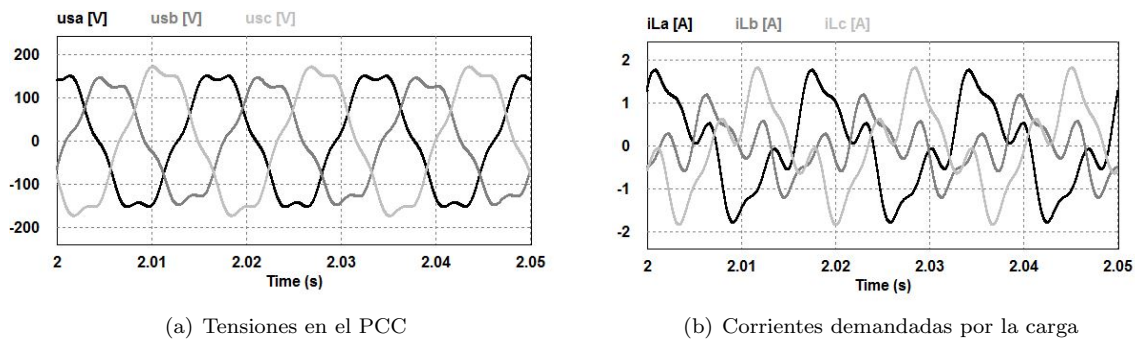 usa [V] usb [V] usc [V]
200
100
0
-100
-200
2 2.01 2.02 2.03 2.04 2.05
Time (s)
(a) Tensiones en el PCC
iLa [A] iLb [A] iLc [A]
2
1
0
-1
-2
2 2.01 2.02 2.03 2.04 2.05
Time (s)
(b) Corrientes demandadas por la carga